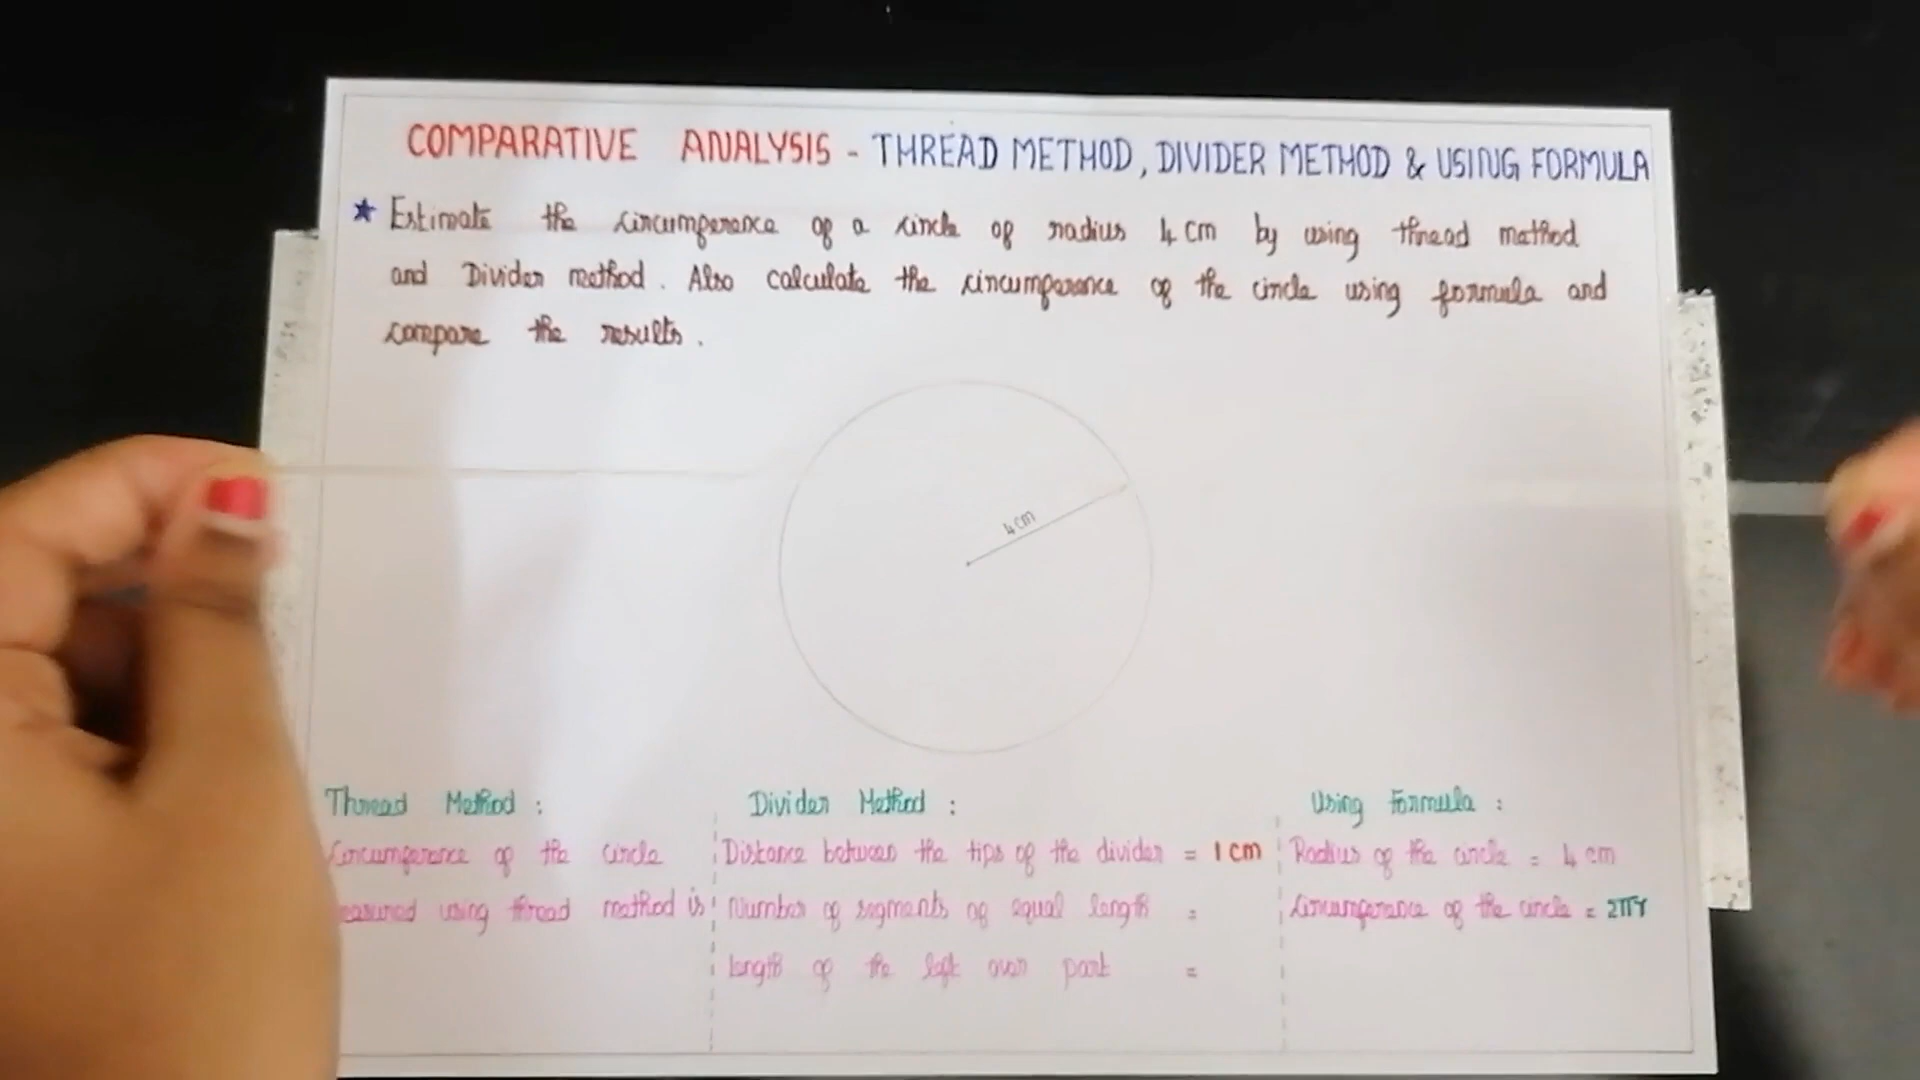 COMPARATIVE ANALYSIS - THREAD METHOD, DIVIDER METHOD & USING FORMULA
★ Estimate the circumference of a circle of radius 4 cm by using thread method
and Divider method. Also calculate the circumference of the circle using formula and
compare the results.
4 cm
Thread Method :
Circumference of the circle
easured using thread method is
Divider Method :
Distance between the tips of the divider = 1 cm
Number of segments of equal length =
length of the left over part =
Using Formula :
Radius of the circle = 4 cm
Circumference of the circle = 2πr